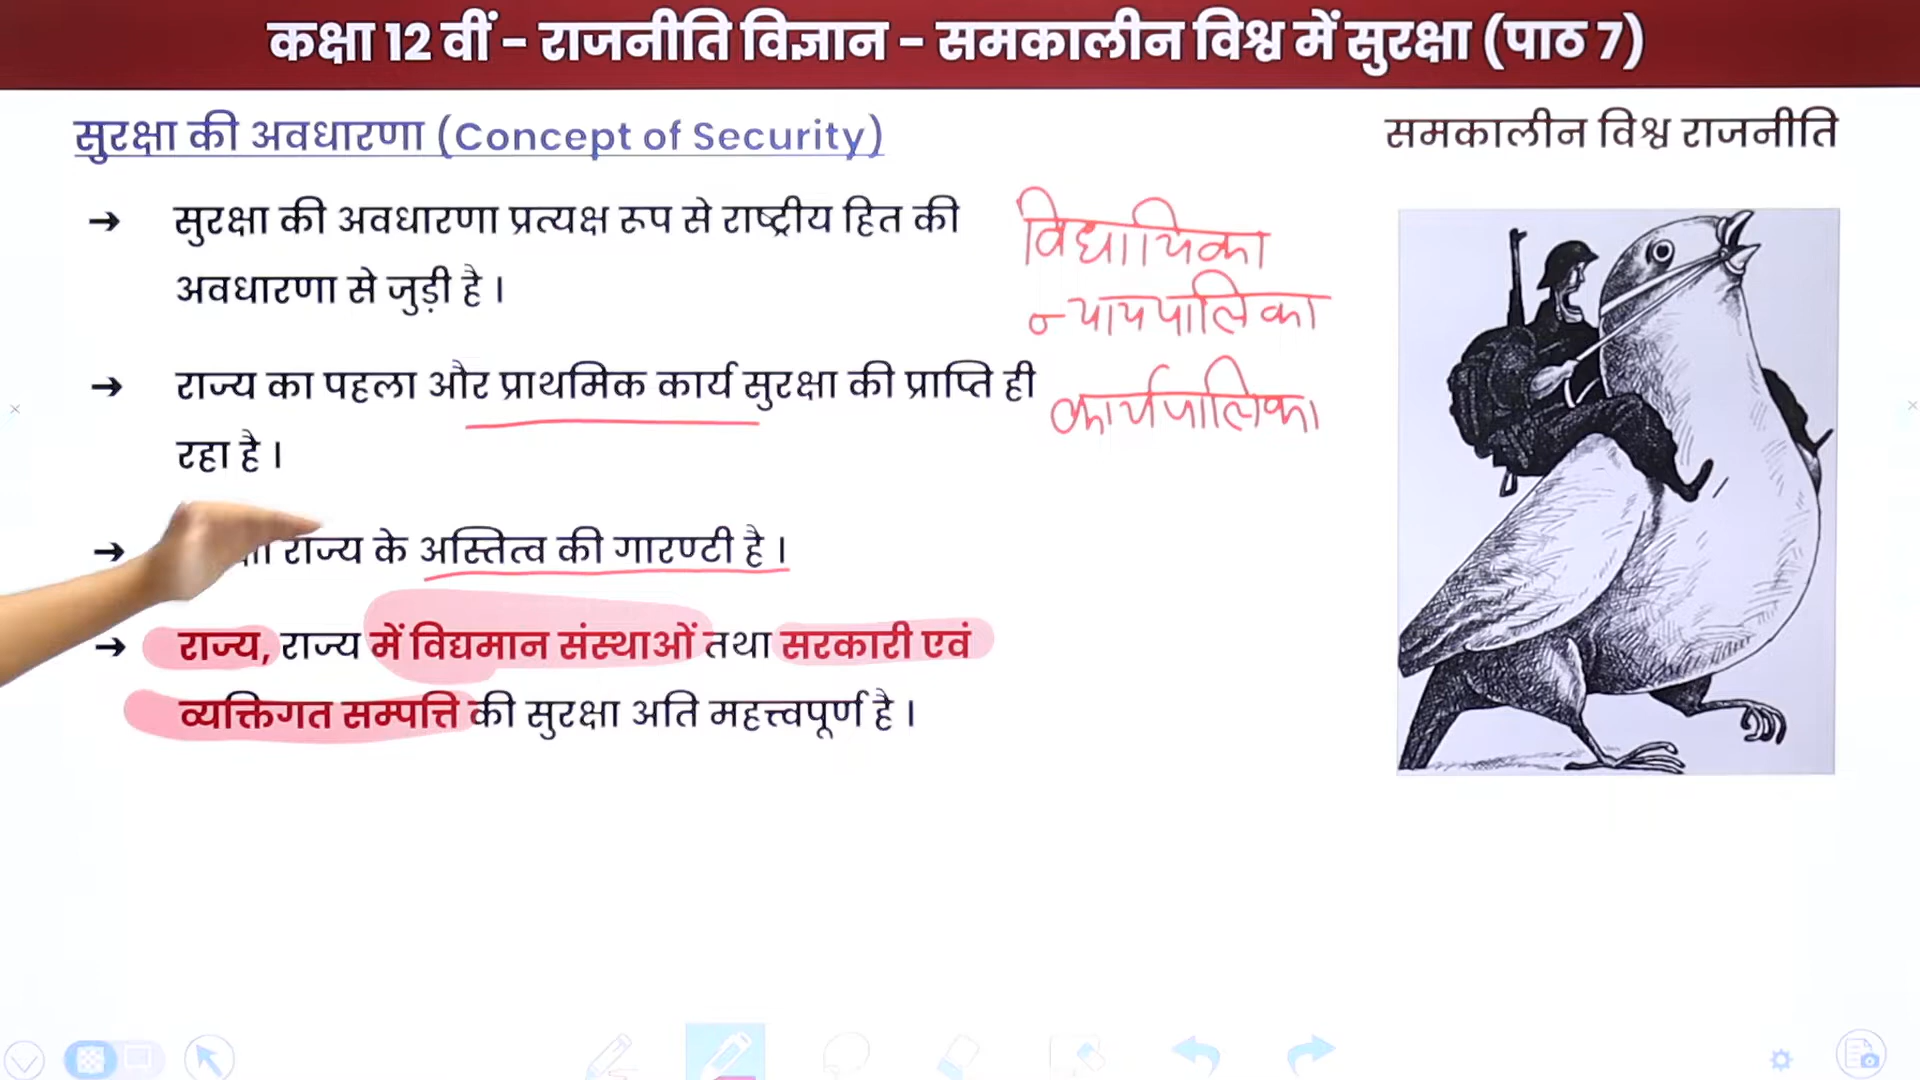 कक्षा 12 वीं - राजनीति विज्ञान - समकालीन विश्व में सुरक्षा (पाठ 7)
सुरक्षा की अवधारणा (Concept of Security)
समकालीन विश्व राजनीति
→ सुरक्षा की अवधारणा प्रत्यक्ष रूप से राष्ट्रीय हित की
अवधारणा से जुड़ी है ।
विद्यायिका
न्यायपालिका
→ राज्य का पहला और प्राथमिक कार्य सुरक्षा की प्राप्ति ही
रहा है ।
कार्यपालिका
→ राज्य के अस्तित्व की गारण्टी है ।
→ राज्य, राज्य में विद्यमान संस्थाओं तथा सरकारी एवं
व्यक्तिगत सम्पत्ति की सुरक्षा अति महत्त्वपूर्ण है ।